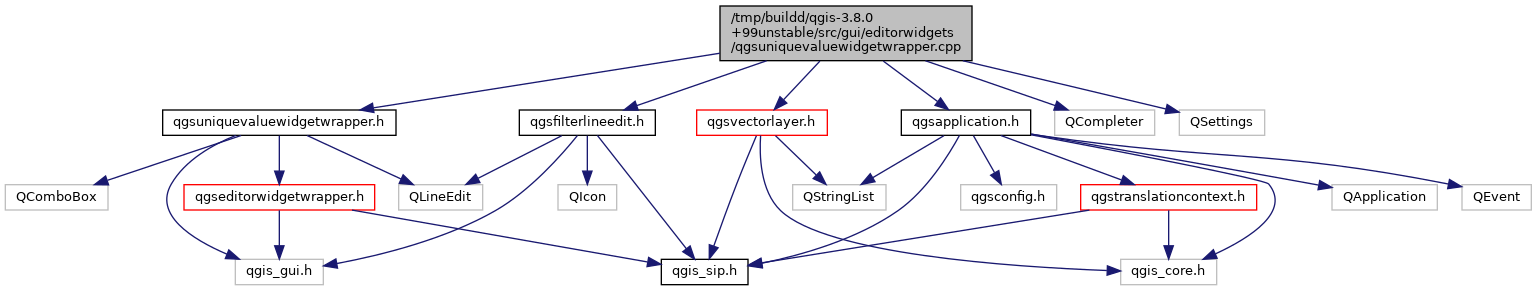 /tmp/buildd/qgis-3.8.0
+99unstable/src/gui/editorwidgets
/qgsuniquevaluewidgetwrapper.cpp
qgsuniquevaluewidgetwrapper.h
qgsfilterlineedit.h
qgsvectorlayer.h
qgsapplication.h
QCompleter
QSettings
QComboBox
qgseditorwidgetwrapper.h
QLineEdit
QIcon
QStringList
qgsconfig.h
qgstranslationcontext.h
QApplication
QEvent
qgis_gui.h
qgis_sip.h
qgis_core.h